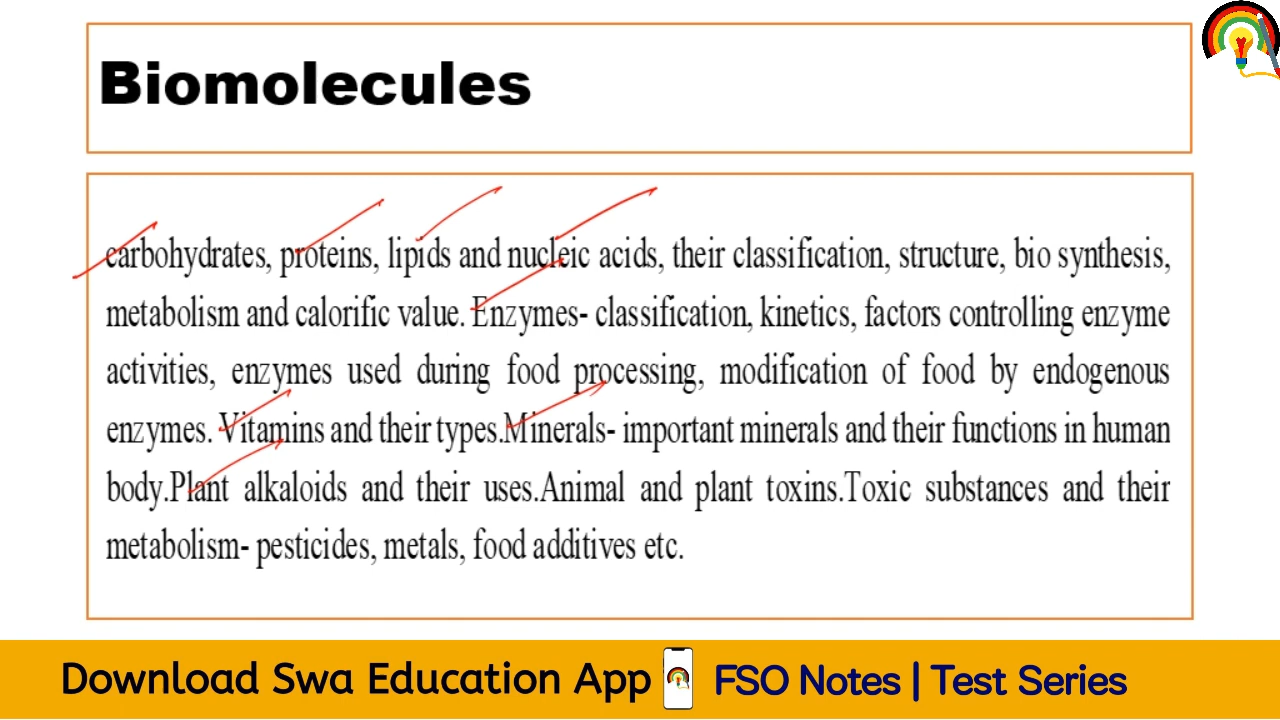 Biomolecules
carbohydrates, proteins, lipids and nucleic acids, their classification, structure, bio synthesis,
metabolism and calorific value. Enzymes- classification, kinetics, factors controlling enzyme
activities, enzymes used during food processing, modification of food by endogenous
enzymes. Vitamins and their types.Minerals- important minerals and their functions in human
body.Plant alkaloids and their uses.Animal and plant toxins.Toxic substances and their
metabolism- pesticides, metals, food additives etc.
Download Swa Education App FSO Notes | Test Series